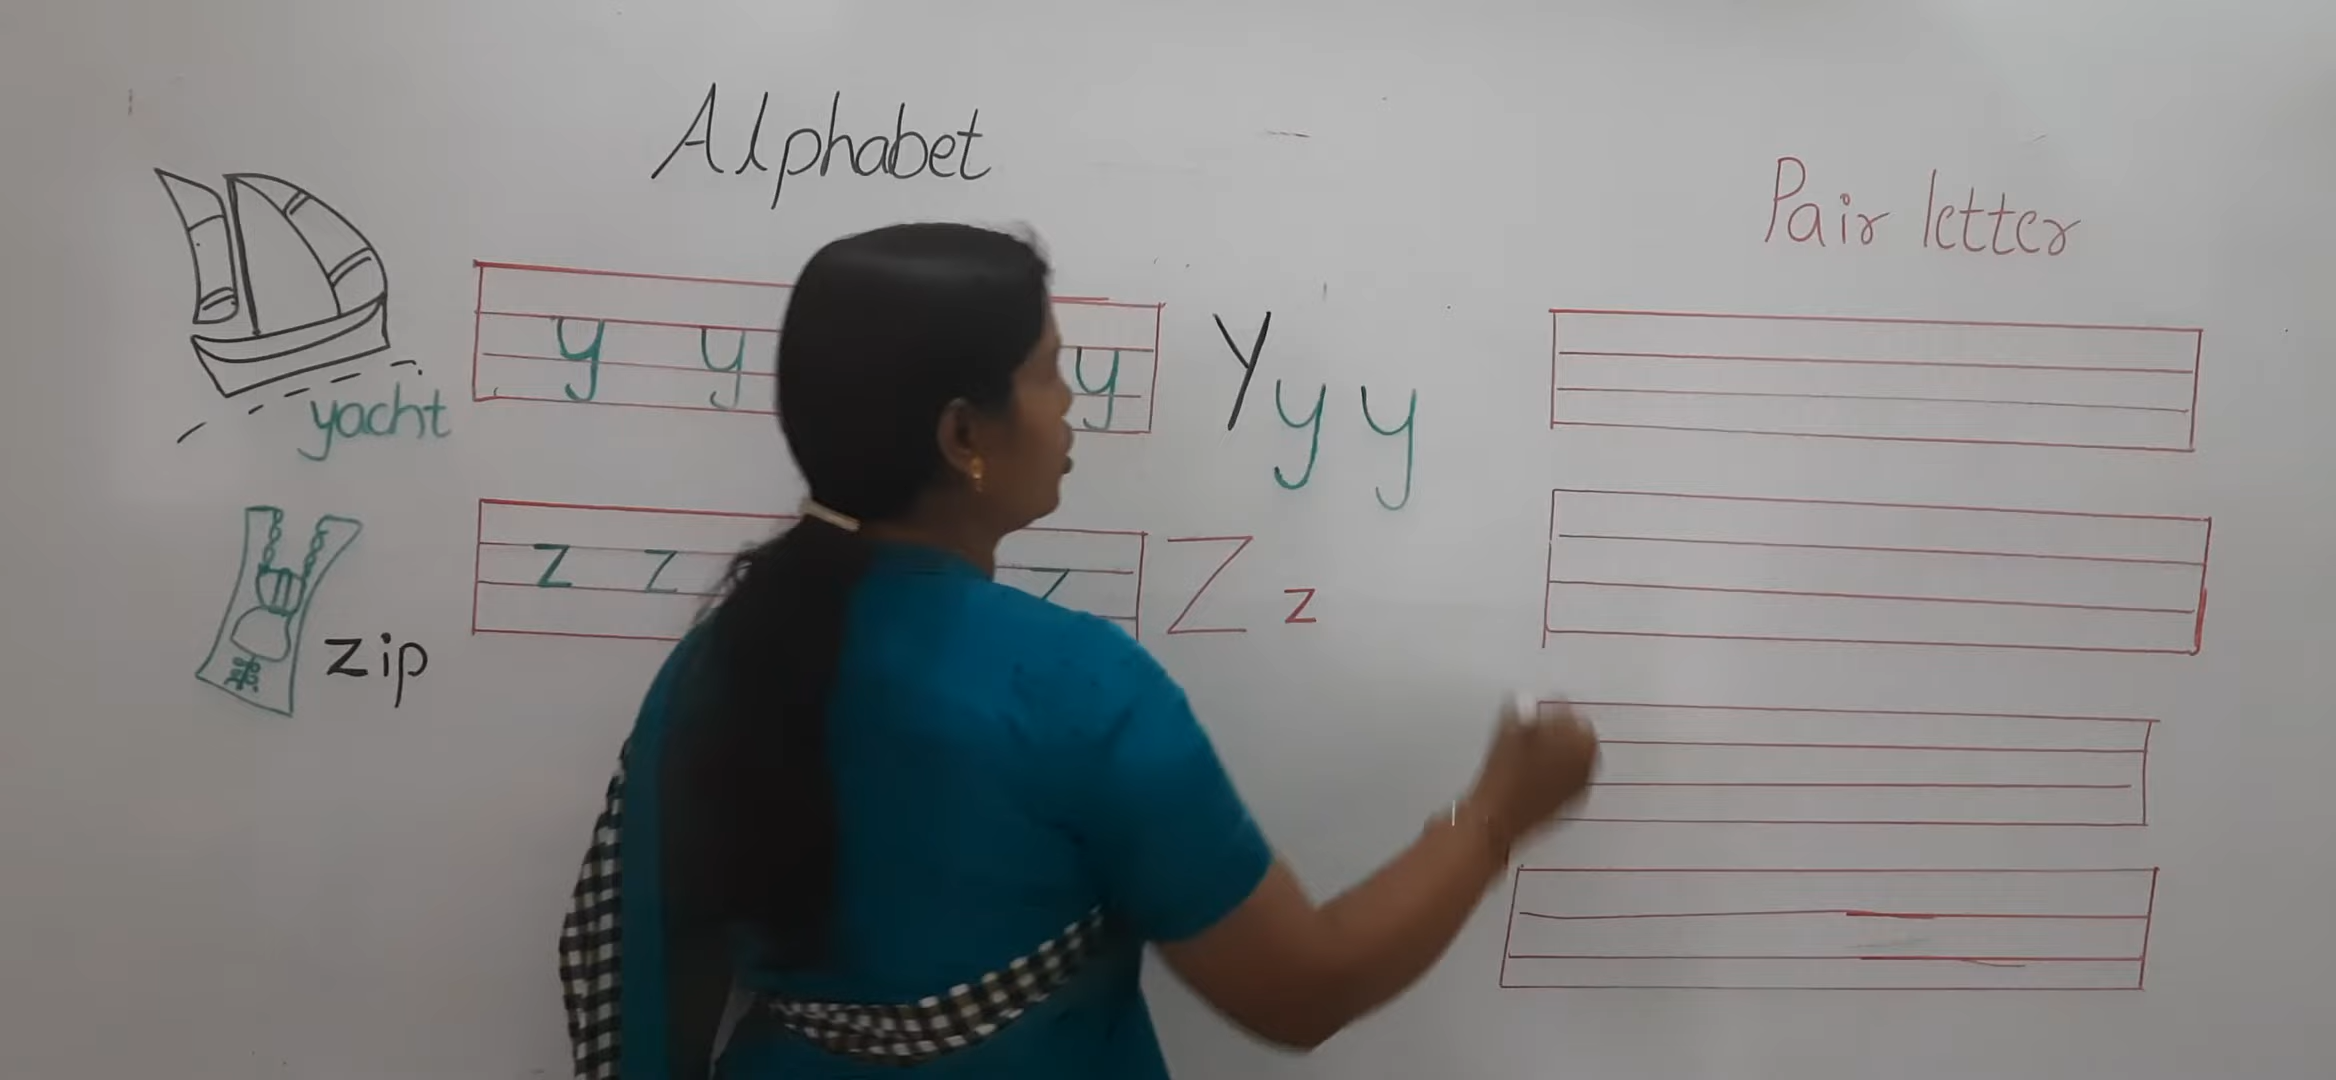 Alphabet
Pair letter
y y y
Y y y
yacht
z z z
Z z
zip